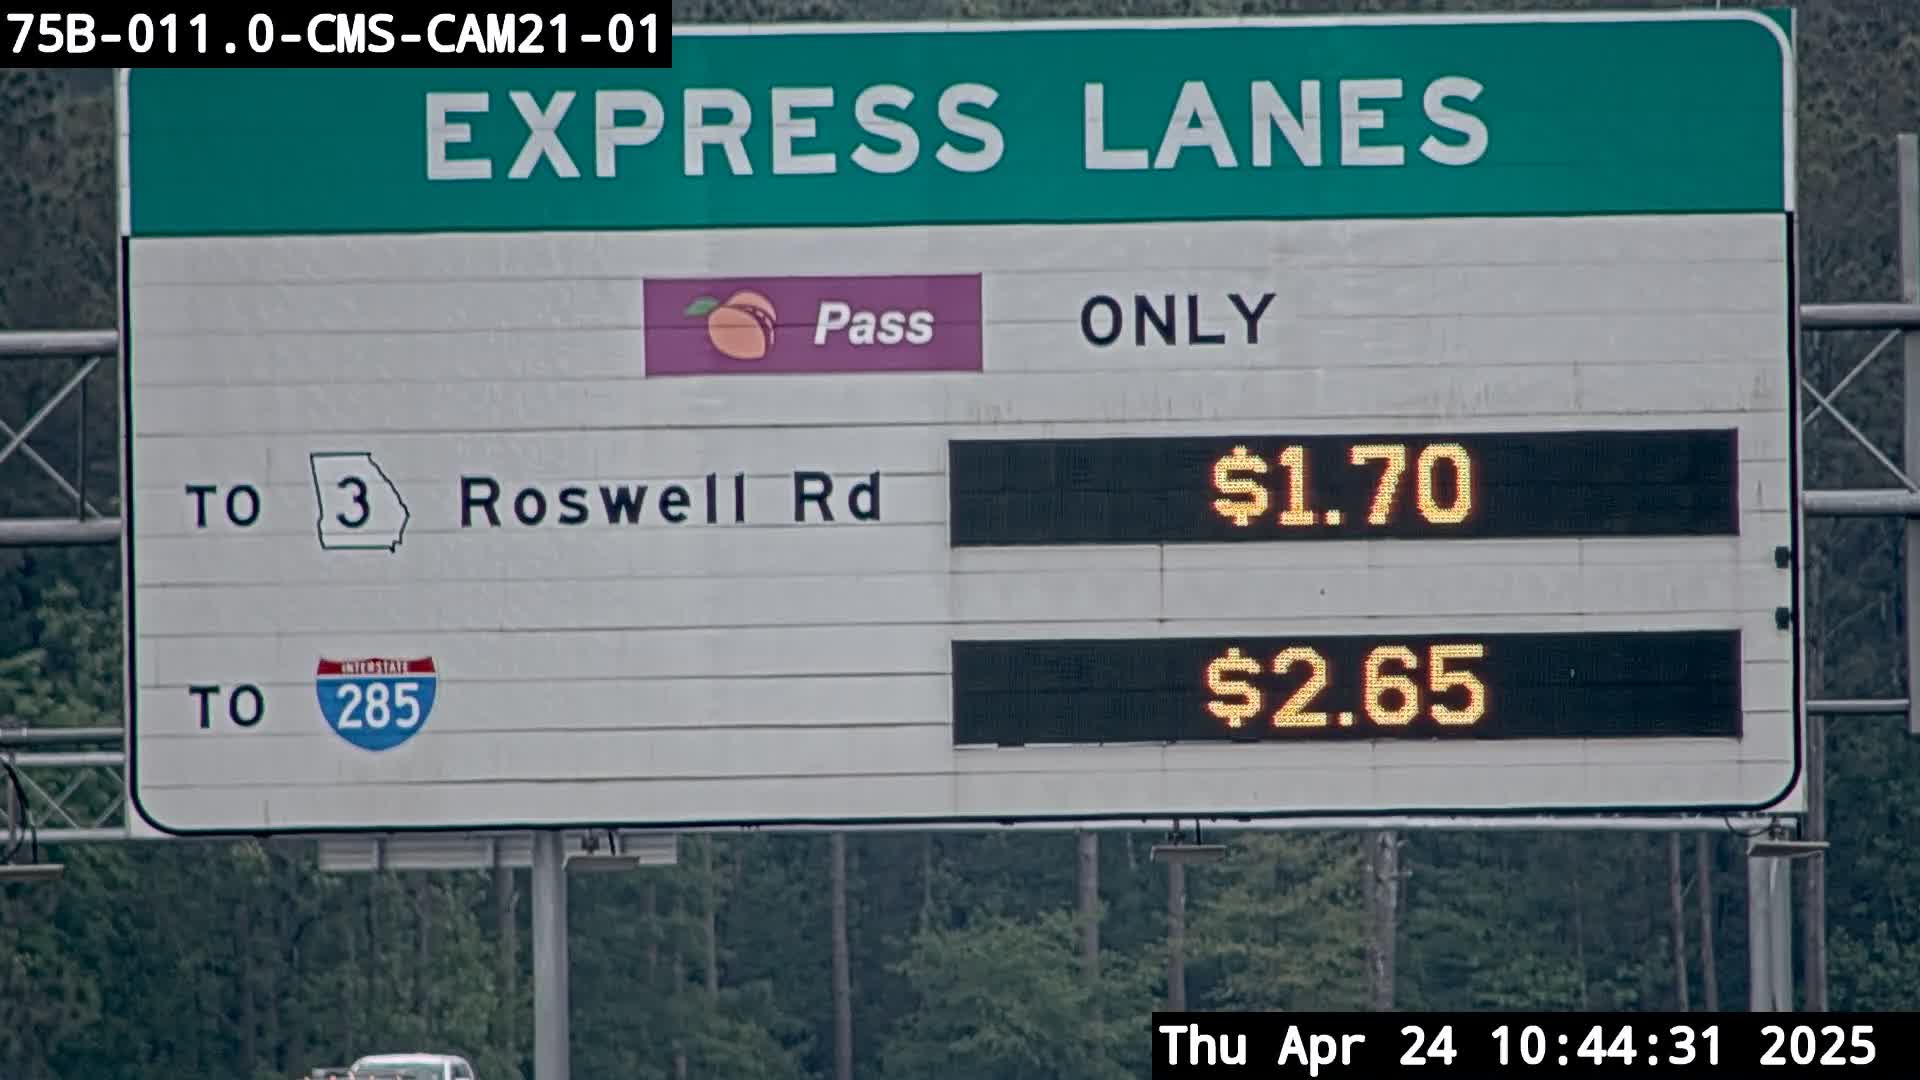 75B-011.0-CMS-CAM21-01
EXPRESS LANES
Pass ONLY
TO 3 Roswell Rd $1.70
INTERSTATE
TO 285 $2.65
Thu Apr 24 10:44:31 2025